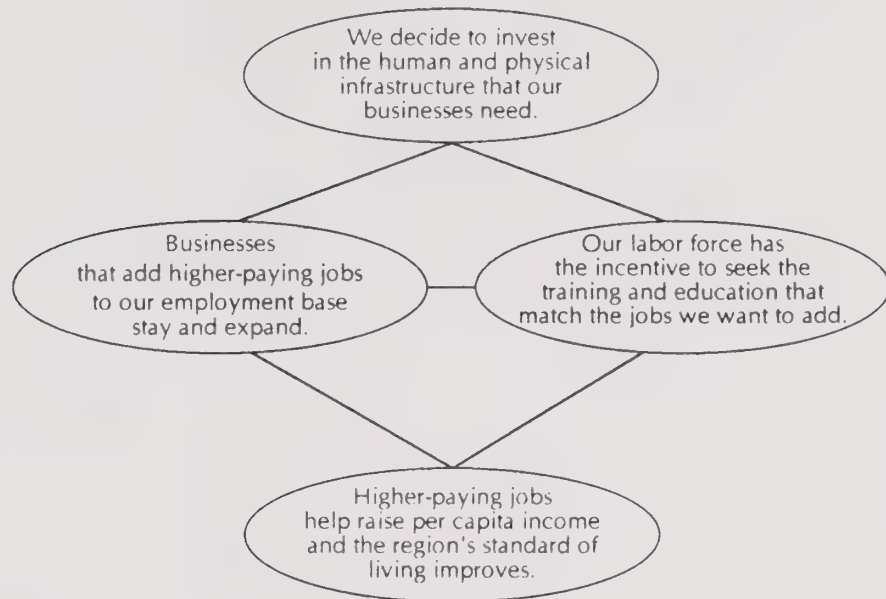 We decide to invest
in the human and physical
infrastructure that our
businesses need.
Businesses
that add higher-paying jobs
to our employment base
stay and expand.
Our labor force has
the incentive to seek the
training and education that
match the jobs we want to add.
Higher-paying jobs
help raise per capita income
and the region's standard of
living improves.